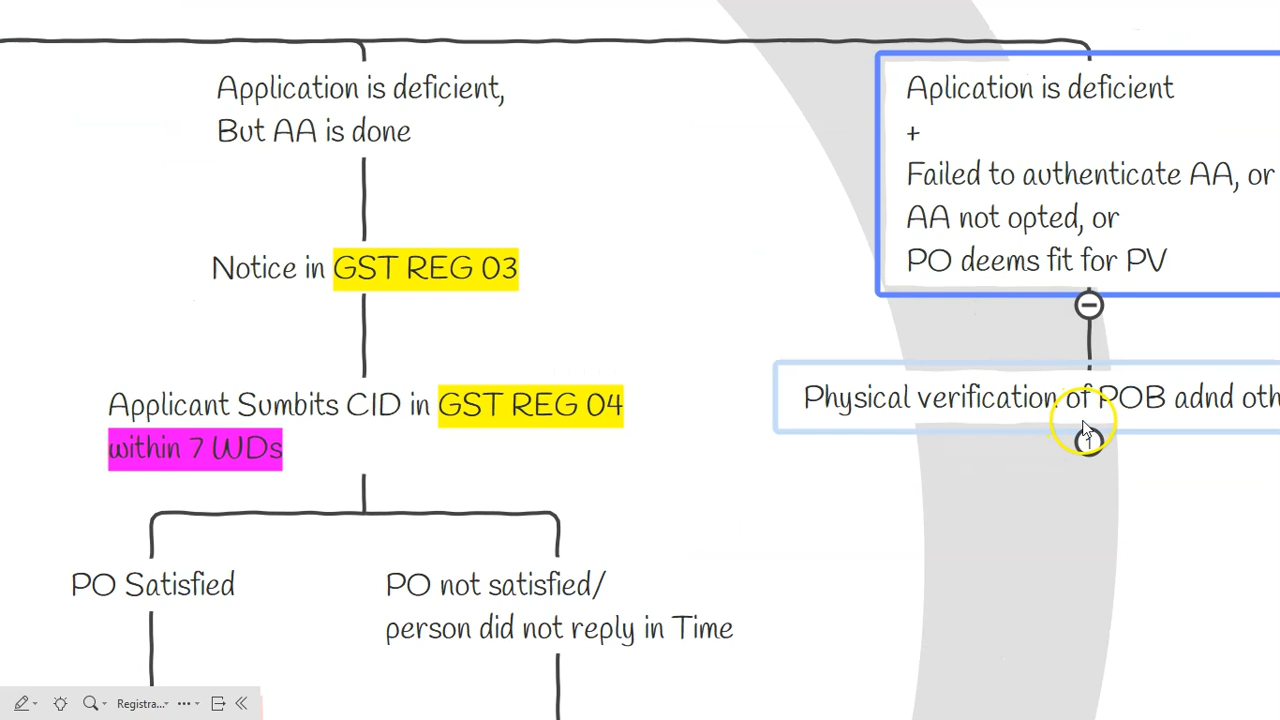 Application is deficient,
But AA is done
Notice in GST REG 03
Applicant Sumbits CID in GST REG 04
within 7 WDs
PO Satisfied
PO not satisfied/
person did not reply in Time
Aplication is deficient
+
Failed to authenticate AA, or
AA not opted, or
PO deems fit for PV
Physical verification of POB adnd oth
1
Registra...